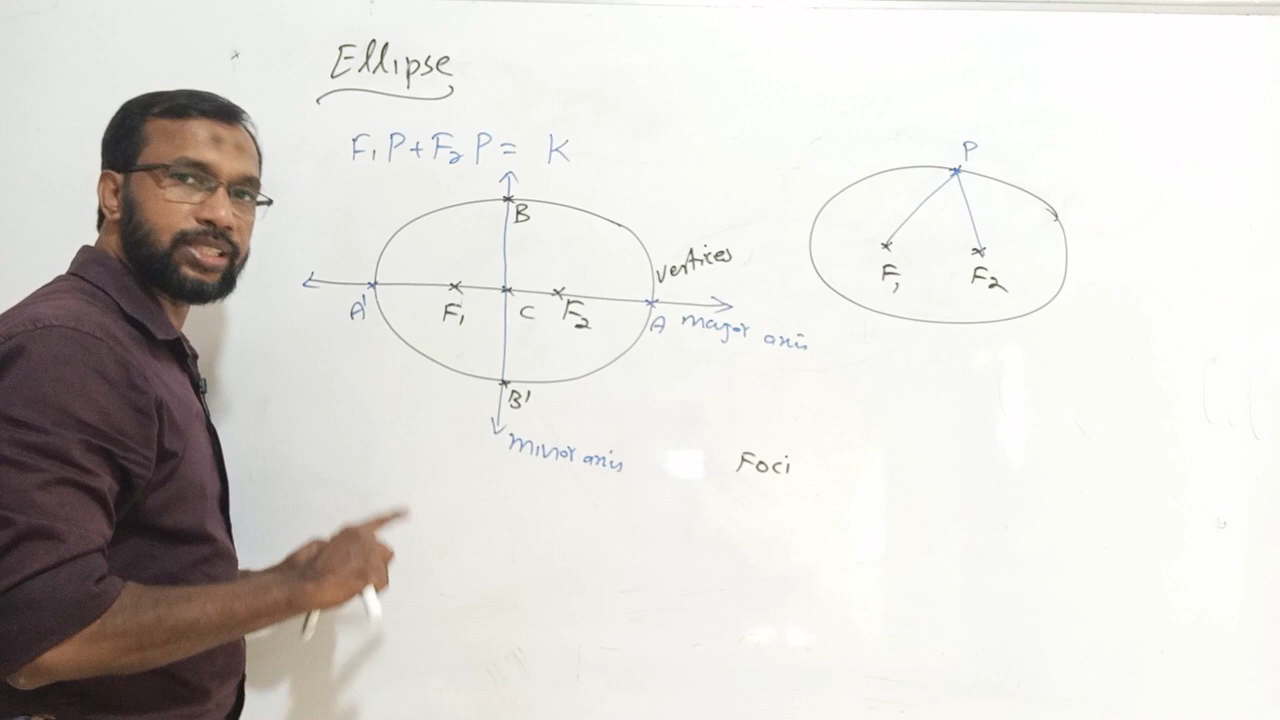 Ellipse
F₁P+F₂P= K
B
vertices
A'
F₁
C
F₂
A
major axis
B'
minor axis
P
F₁
F₂
Foci